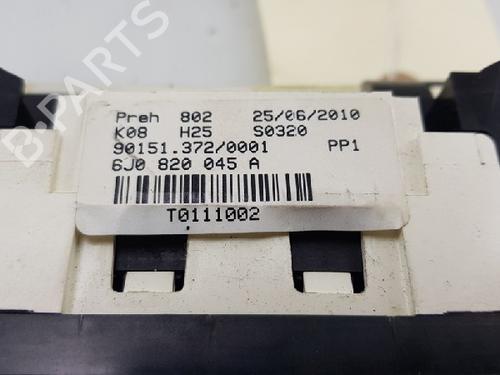 Preh 802 25/06/2010
K08 H25 S0320
90151.372/0001 PP1
6J0 820 045 A
T0111002
B-PARTS